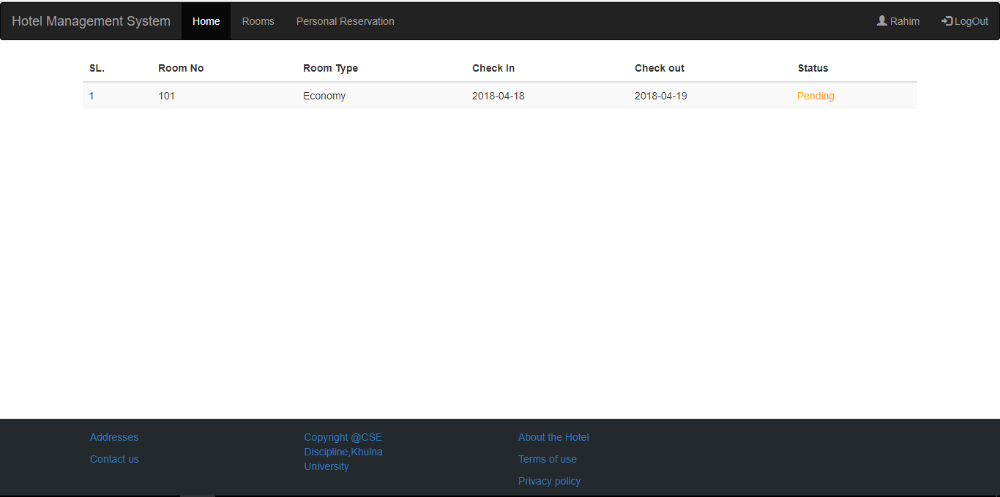 Hotel Management System Home Rooms Personal Reservation Rahim LogOut
SL. Room No Room Type Check In Check out Status
1 101 Economy 2018-04-18 2018-04-19 Pending
Addresses
Contact us
Copyright @CSE
Discipline,Khulna
University
About the Hotel
Terms of use
Privacy policy